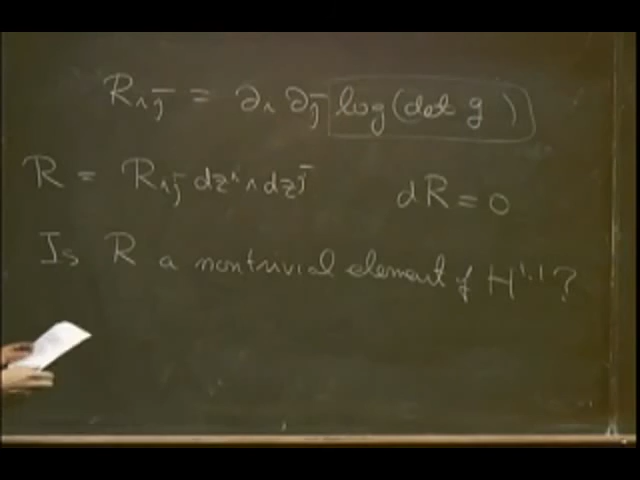 R_{i\bar{j}} = ∂_i ∂_{\bar{j}} log(det g)
R = R_{i\bar{j}} dz^i ∧ dz^{\bar{j}} dR = 0
Is R a nontrivial element of H^{1,1}?